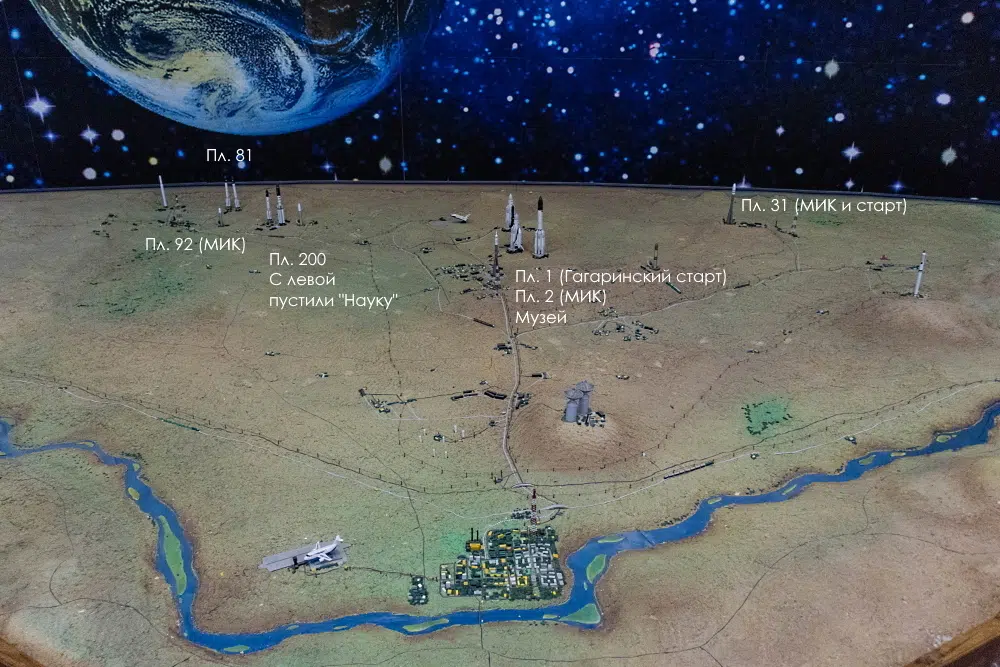 Пл. 81
Пл. 31 (МИК и старт)
Пл. 92 (МИК)
Пл. 200
С левой
пустили "Науку"
Пл. 1 (Гагаринский старт)
Пл. 2 (МИК)
Музей